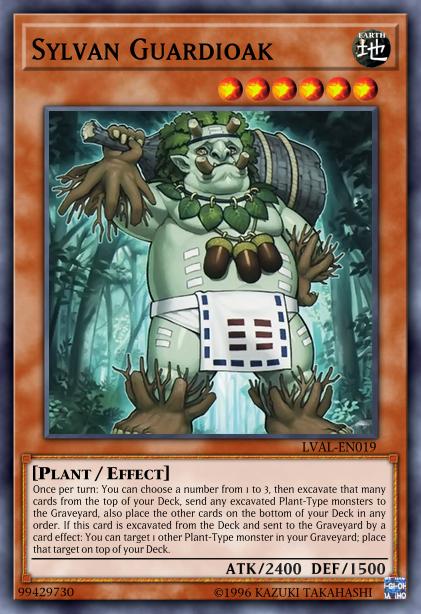 SYLVAN GUARDIOAK
EARTH
地
LVAL-EN019
[PLANT / EFFECT]
Once per turn: You can choose a number from 1 to 3, then excavate that many
cards from the top of your Deck, send any excavated Plant-Type monsters to
the Graveyard, also place the other cards on the bottom of your Deck in any
order. If this card is excavated from the Deck and sent to the Graveyard by a
card effect: You can target 1 other Plant-Type monster in your Graveyard; place
that target on top of your Deck.
ATK/2400 DEF/1500
99429730
©1996 KAZUKI TAKAHASHI